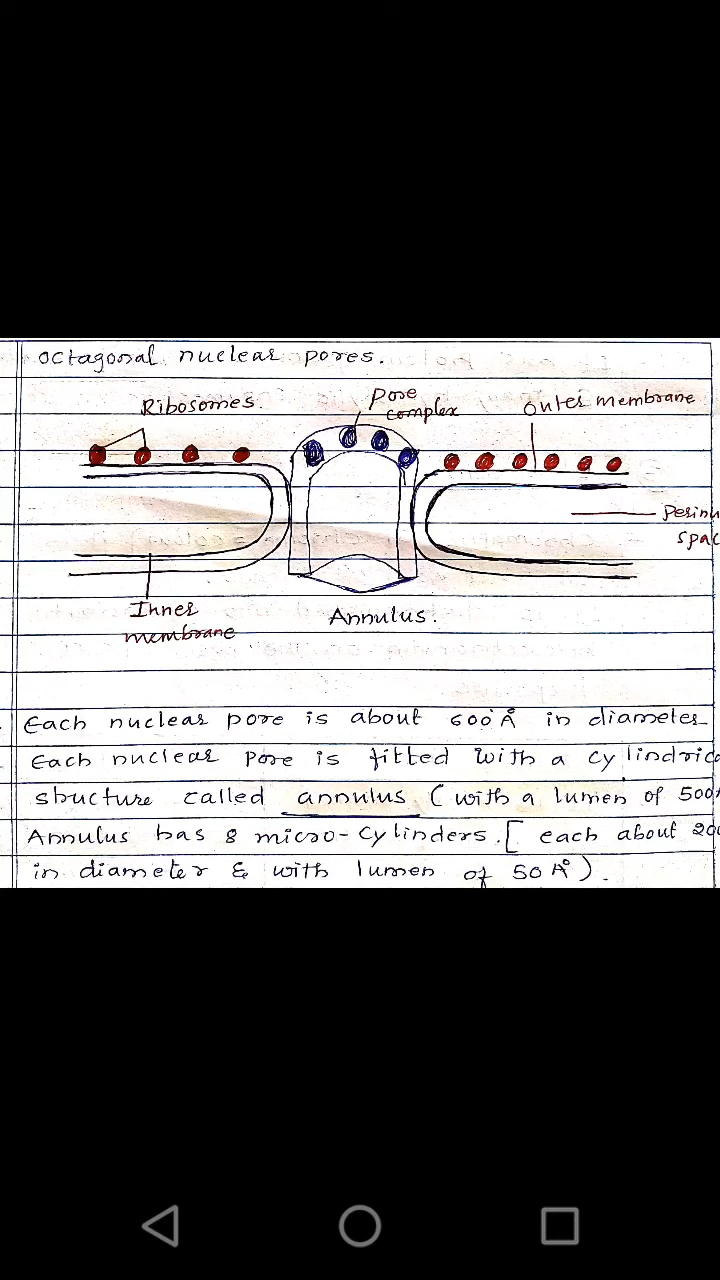 octagonal nuclear pores.
Ribosomes.
Pore
complex
Outer membrane
Perinu
spac
Inner
membrane
Annulus.
Each nuclear pore is about 600 Å in diameter
Each nuclear pore is fitted with a cylindric
structure called annulus (with a lumen of 500
Annulus has 8 micro-cylinders. [ each about 200
in diameter & with lumen of 50 Å).